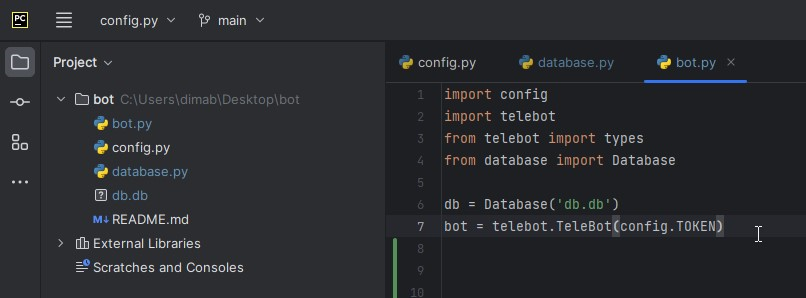 PC
config.py
main
Project
config.py
database.py
bot.py
bot C:\Users\dimab\Desktop\bot
bot.py
config.py
database.py
? db.db
M↓ README.md
External Libraries
Scratches and Consoles
1 import config
2 import telebot
3 from telebot import types
4 from database import Database
5
6 db = Database('db.db')
7 bot = telebot.TeleBot(config.TOKEN)
8
9
10